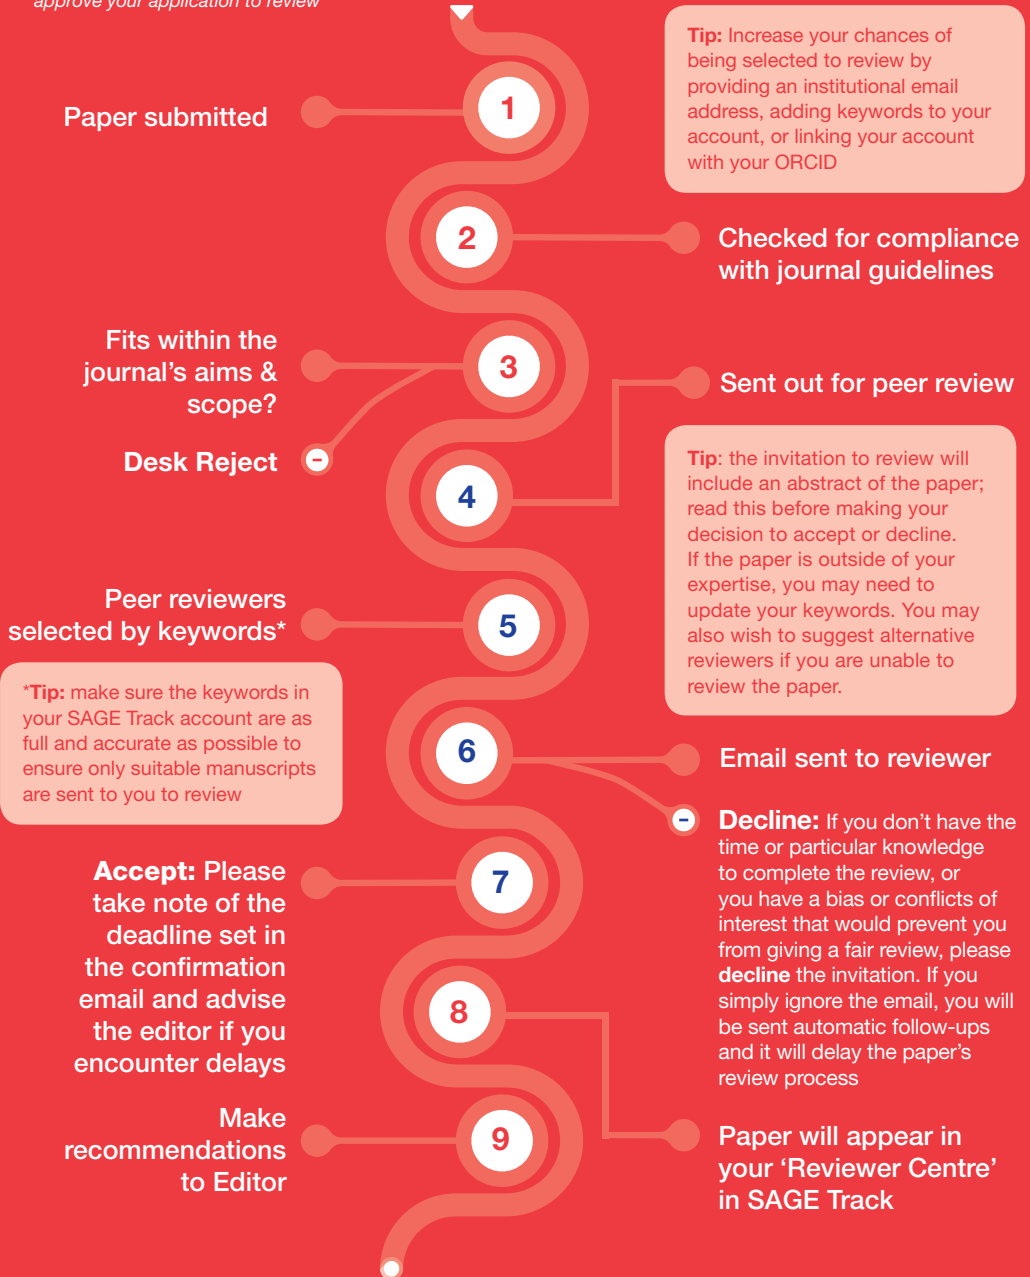 approve your application to review
Tip: Increase your chances of
being selected to review by
providing an institutional email
address, adding keywords to your
account, or linking your account
with your ORCID
Paper submitted
1
2
Checked for compliance
with journal guidelines
Fits within the
journal's aims &
scope?
3
Desk Reject
Sent out for peer review
4
Tip: the invitation to review will
include an abstract of the paper;
read this before making your
decision to accept or decline.
If the paper is outside of your
expertise, you may need to
update your keywords. You may
also wish to suggest alternative
reviewers if you are unable to
review the paper.
Peer reviewers
selected by keywords*
5
*Tip: make sure the keywords in
your SAGE Track account are as
full and accurate as possible to
ensure only suitable manuscripts
are sent to you to review
6
Email sent to reviewer
Decline: If you don't have the
time or particular knowledge
to complete the review, or
you have a bias or conflicts of
interest that would prevent you
from giving a fair review, please
decline the invitation. If you
simply ignore the email, you will
be sent automatic follow-ups
and it will delay the paper's
review process
Accept: Please
take note of the
deadline set in
the confirmation
email and advise
the editor if you
encounter delays
7
8
Paper will appear in
your 'Reviewer Centre'
in SAGE Track
Make
recommendations
to Editor
9